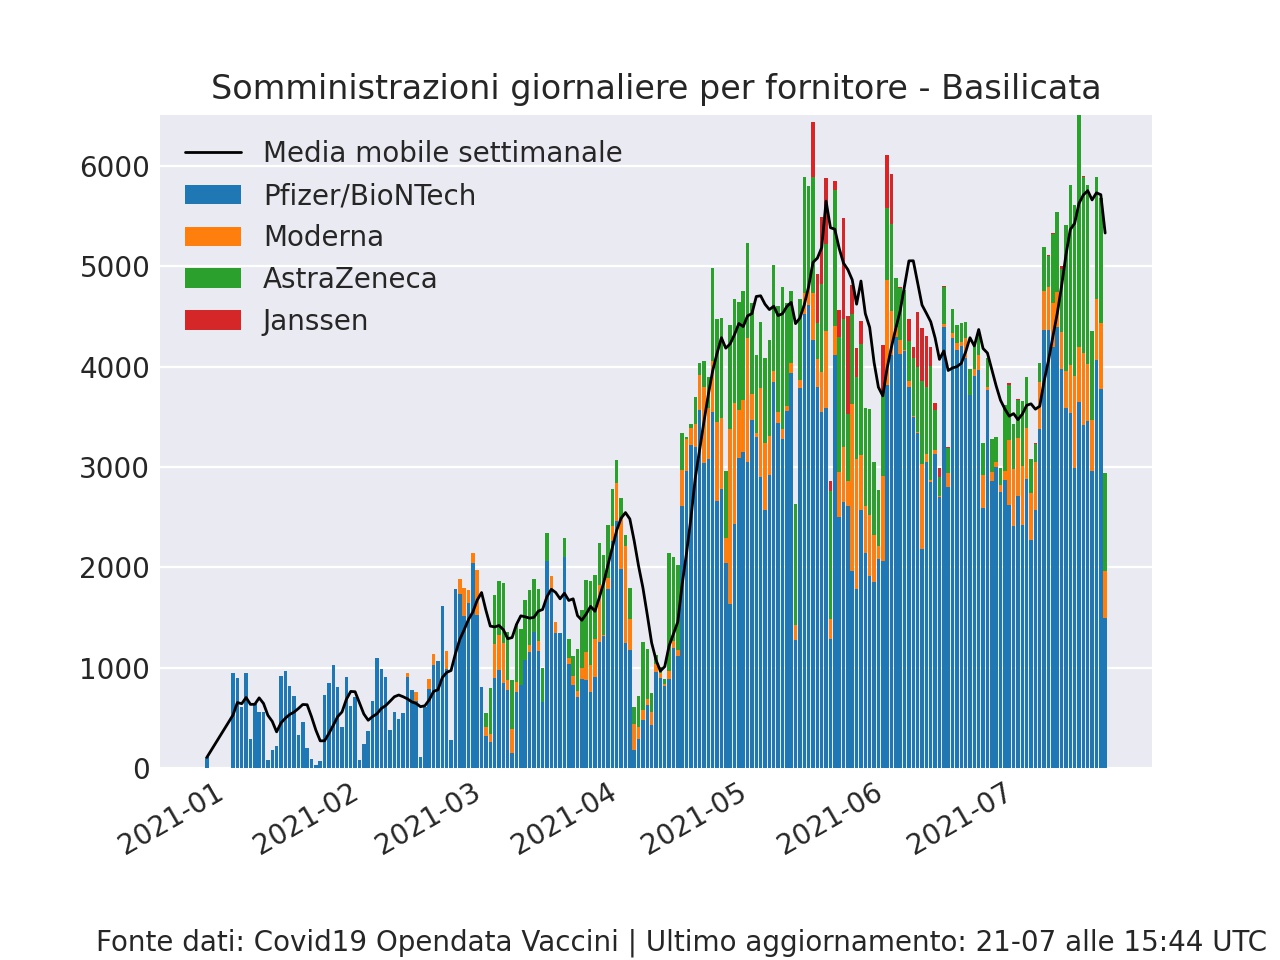 Somministrazioni giornaliere per fornitore - Basilicata
Media mobile settimanale
Pfizer/BioNTech
Moderna
AstraZeneca
Janssen
6000
5000
4000
3000
2000
1000
0
2021-01
2021-02
2021-03
2021-04
2021-05
2021-06
2021-07
Fonte dati: Covid19 Opendata Vaccini | Ultimo aggiornamento: 21-07 alle 15:44 UTC